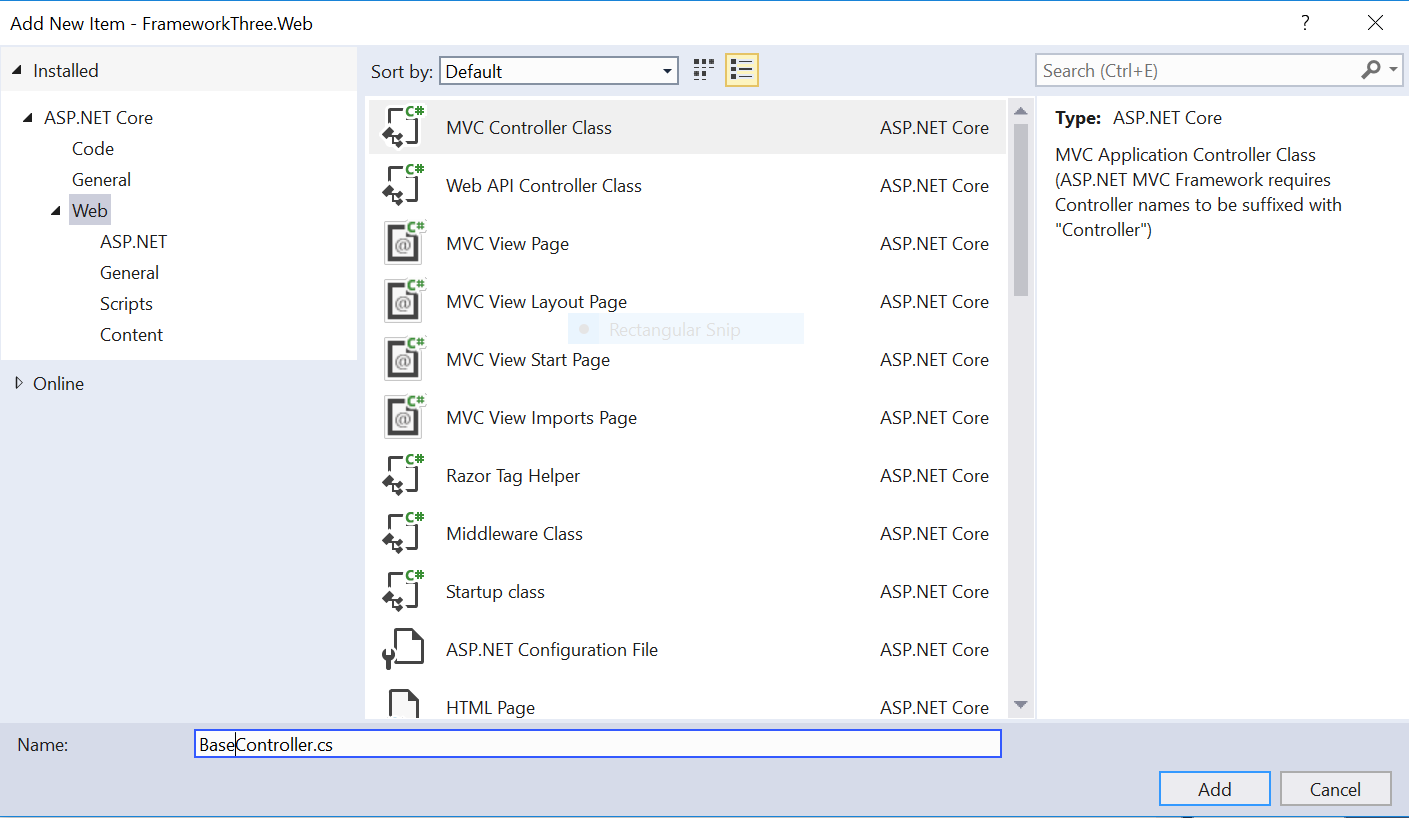 Add New Item - FrameworkThree.Web
?
Installed
Sort by:
Default
Search (Ctrl+E)
ASP.NET Core
Code
General
Web
ASP.NET
General
Scripts
Content
Online
C# MVC Controller Class ASP.NET Core
C# Web API Controller Class ASP.NET Core
C# @ MVC View Page ASP.NET Core
C# @ MVC View Layout Page ASP.NET Core
Rectangular Snip
C# @ MVC View Start Page ASP.NET Core
C# @ MVC View Imports Page ASP.NET Core
C# Razor Tag Helper ASP.NET Core
C# Middleware Class ASP.NET Core
C# Startup class ASP.NET Core
ASP.NET Configuration File ASP.NET Core
HTML Page ASP.NET Core
Type: ASP.NET Core
MVC Application Controller Class
(ASP.NET MVC Framework requires
Controller names to be suffixed with
"Controller")
Name:
BaseController.cs
Add
Cancel